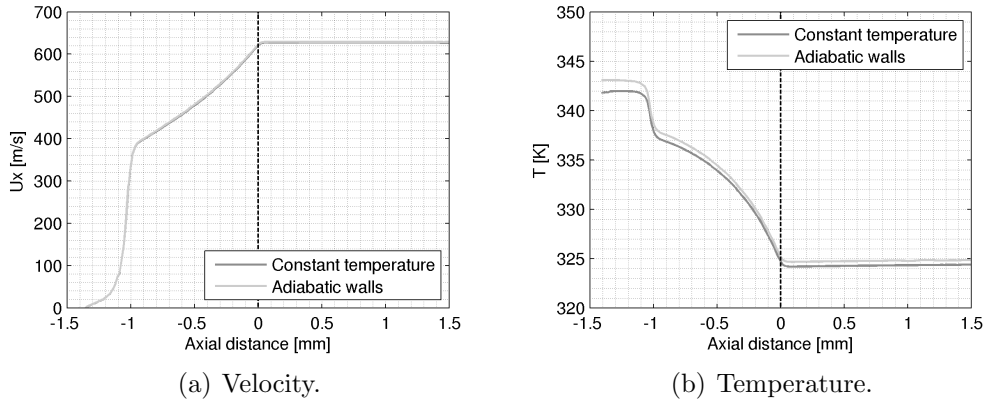 700
600
500
400
300
200
100
0
Ux [m/s]
-1.5 -1 -0.5 0 0.5 1 1.5
Axial distance [mm]
Constant temperature
Adiabatic walls
(a) Velocity.
350
345
340
335
330
325
320
T [K]
-1.5 -1 -0.5 0 0.5 1 1.5
Axial distance [mm]
Constant temperature
Adiabatic walls
(b) Temperature.